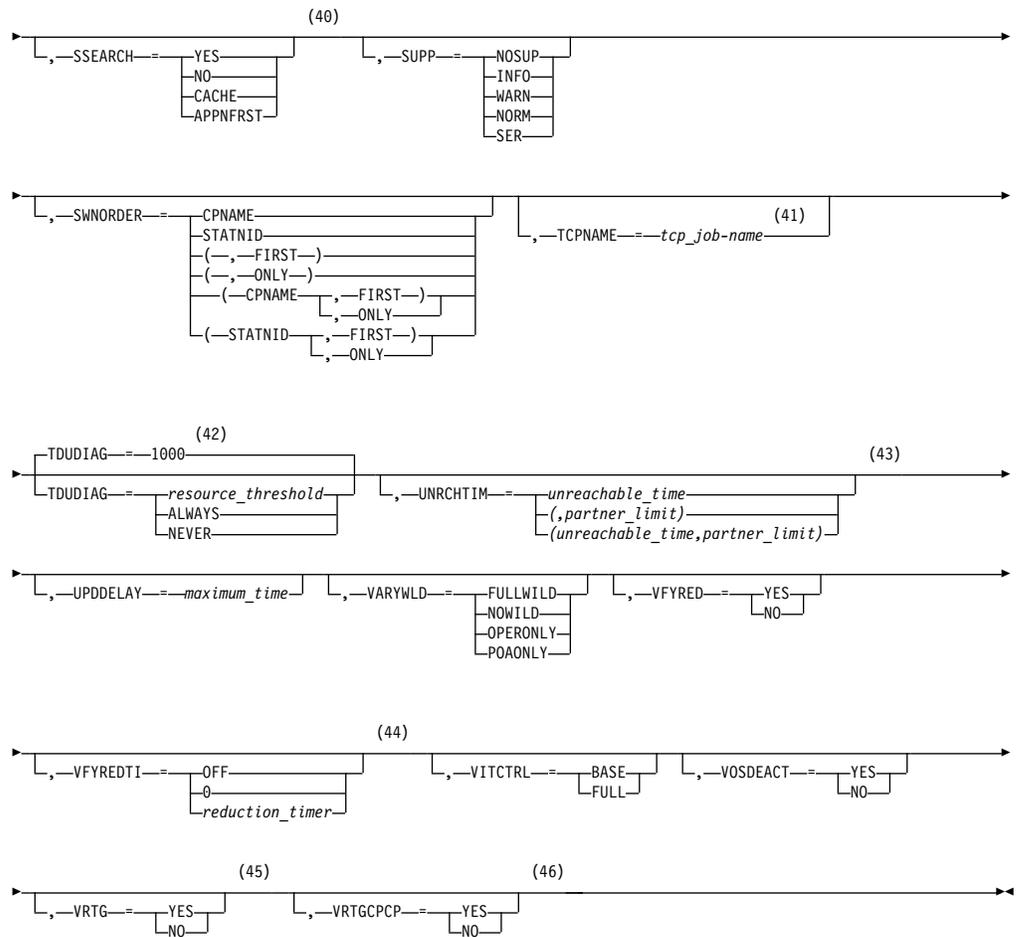 (40)
,—SSEARCH—=—YES
NO
CACHE
APPNFRST
,—SUPP—=—NOSUP
INFO
WARN
NORM
SER
,—SWNORDER—=—CPNAME
STATNID
(—,—FIRST—)
(—,—ONLY—)
(—CPNAME—,—FIRST—)
,—ONLY
(—STATNID—,—FIRST—)
,—ONLY
(41)
,—TCPNAME—=—tcp_job-name
(42)
TDUDIAG—=—1000
TDUDIAG—=—resource_threshold
ALWAYS
NEVER
(43)
,—UNRCHTIM—=—unreachable_time
(,partner_limit)
(unreachable_time,partner_limit)
,—UPDDELAY—=—maximum_time
,—VARYWLD—=—FULLWILD
NOWILD
OPERONLY
POAONLY
,—VFYRED—=—YES
NO
(44)
,—VFYREDTI—=—OFF
0
reduction_timer
,—VITCTRL—=—BASE
FULL
,—VOSDEACT—=—YES
NO
(45)
,—VRTG—=—YES
NO
(46)
,—VRTGCPCP—=—YES
NO